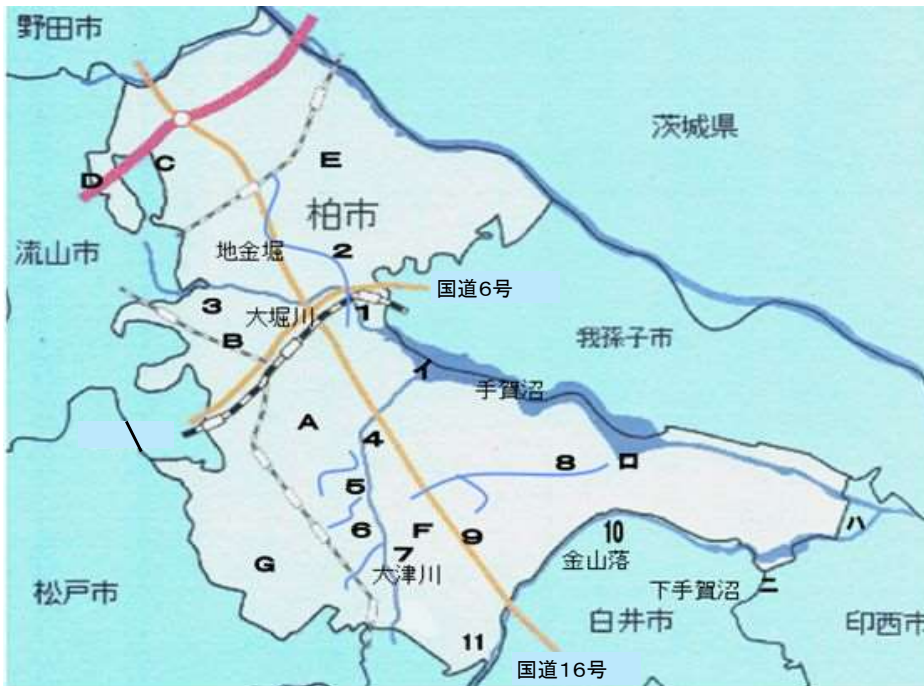 野田市
茨城県
C
E
D
柏市
流山市
地金堀
2
国道6号
3
大堀川
1
B
我孫子市
イ
手賀沼
A
4
8
ロ
5
6
F
9
10
ハ
7
金山落
G
大津川
下手賀沼
ニ
松戸市
白井市
印西市
11
国道16号